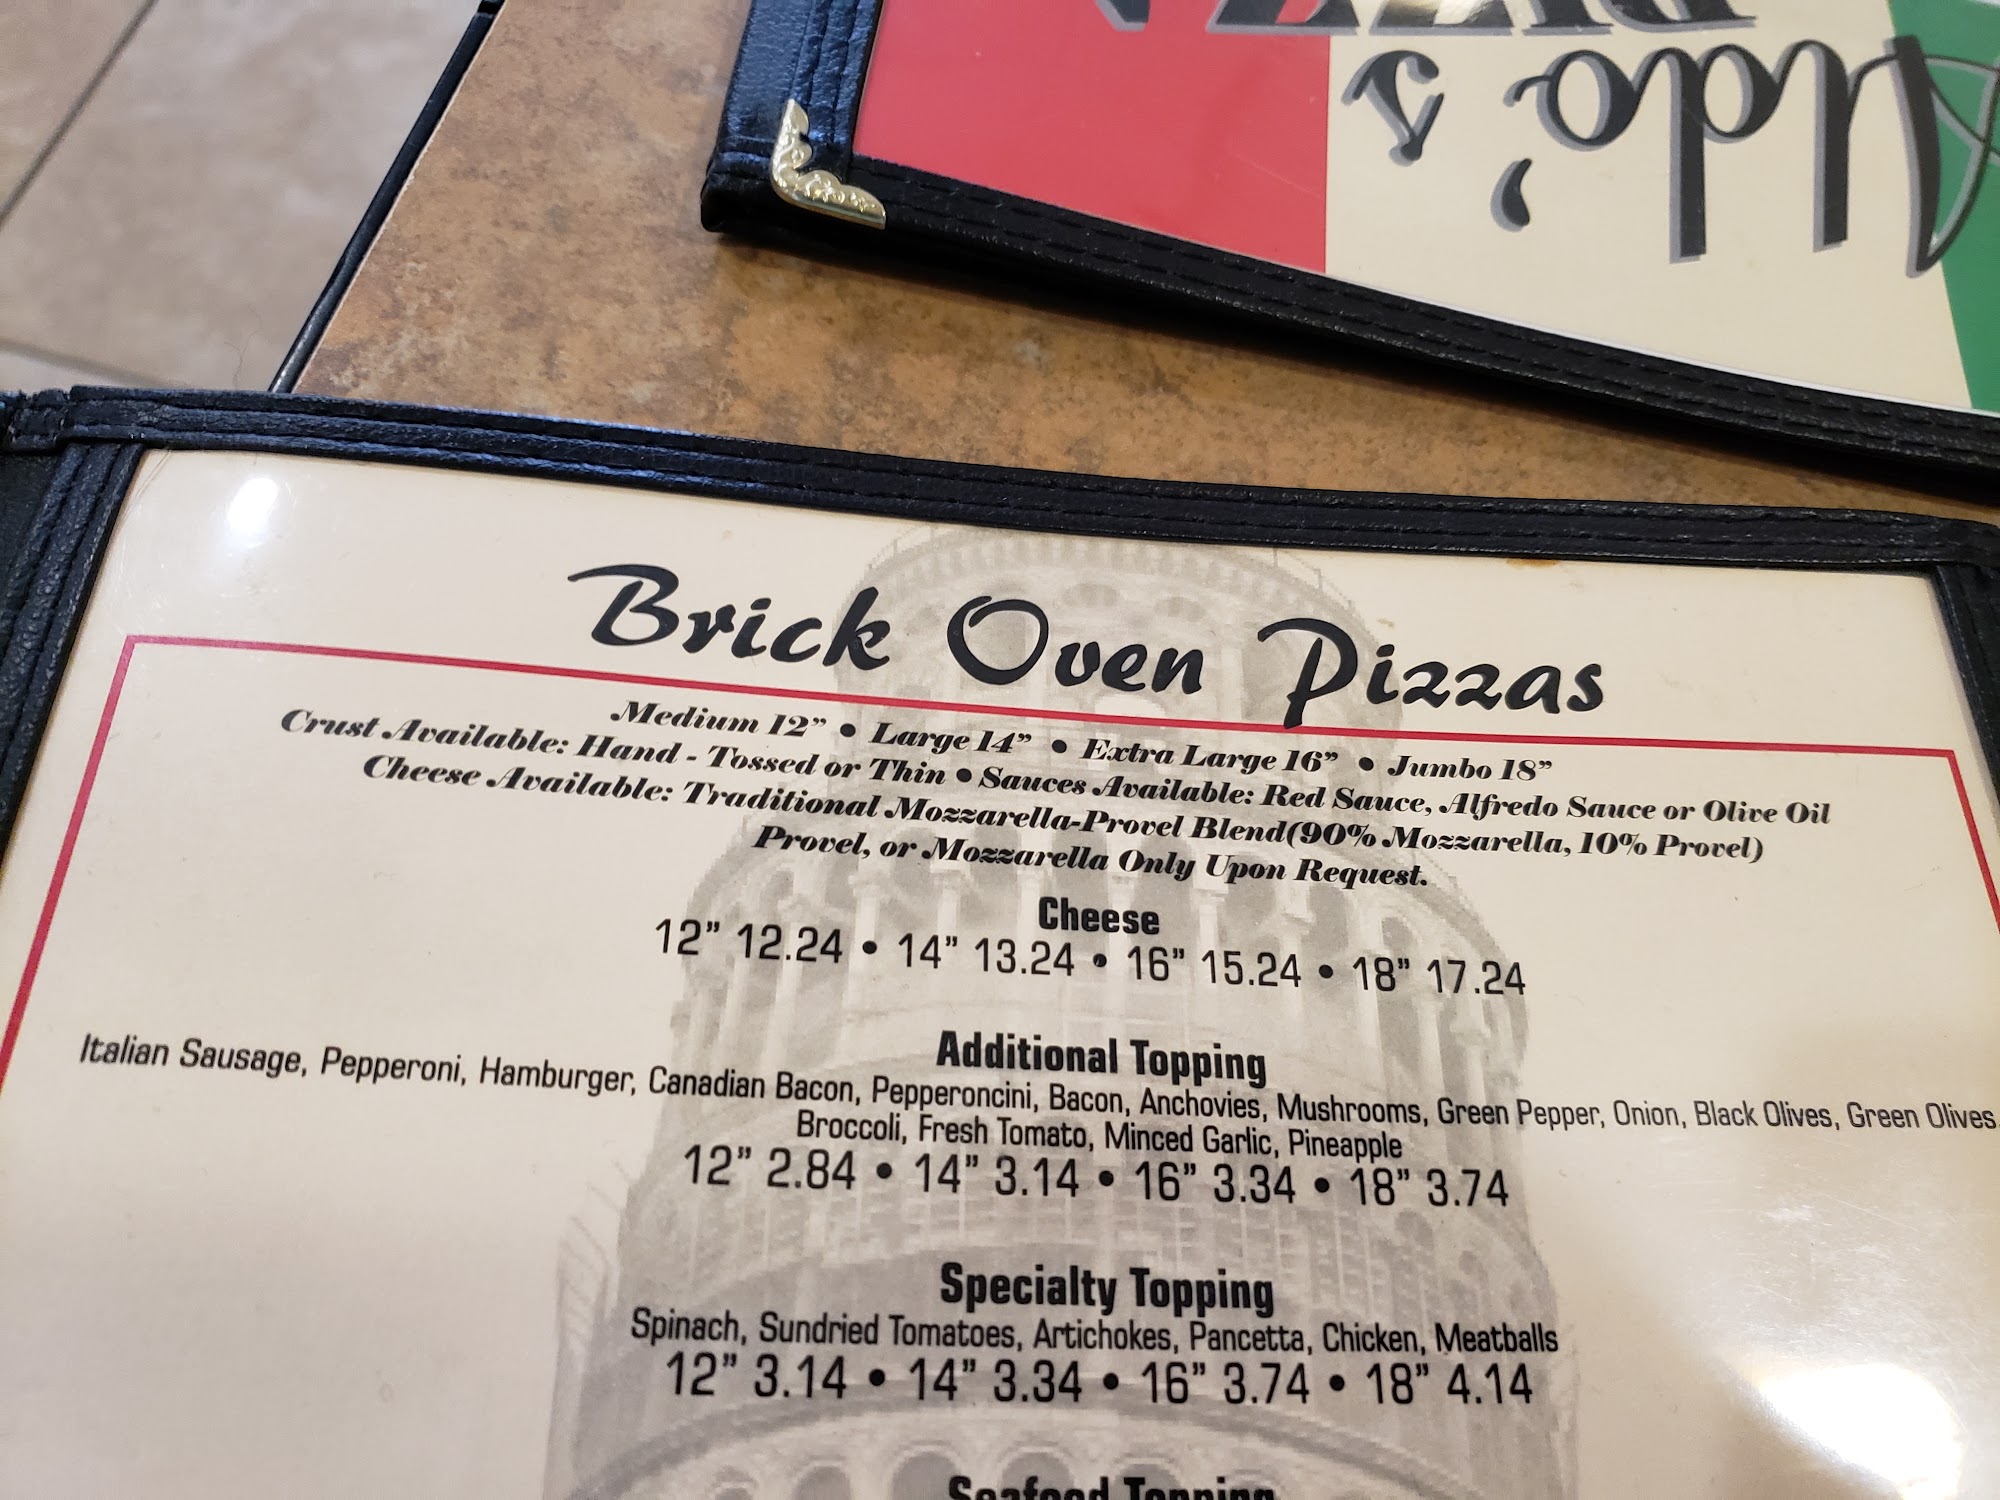 Aldo's
Brick Oven Pizzas
Medium 12” • Large 14” • Extra Large 16” • Jumbo 18”
Crust Available: Hand - Tossed or Thin • Sauces Available: Red Sauce, Alfredo Sauce or Olive Oil
Cheese Available: Traditional Mozzarella-Provel Blend(90% Mozzarella, 10% Provel)
Provel, or Mozzarella Only Upon Request.
Cheese
12” 12.24 • 14” 13.24 • 16” 15.24 • 18” 17.24
Additional Topping
Italian Sausage, Pepperoni, Hamburger, Canadian Bacon, Pepperoncini, Bacon, Anchovies, Mushrooms, Green Pepper, Onion, Black Olives, Green Olives,
Broccoli, Fresh Tomato, Minced Garlic, Pineapple
12” 2.84 • 14” 3.14 • 16” 3.34 • 18” 3.74
Specialty Topping
Spinach, Sundried Tomatoes, Artichokes, Pancetta, Chicken, Meatballs
12” 3.14 • 14” 3.34 • 16” 3.74 • 18” 4.14
Seafood Topping